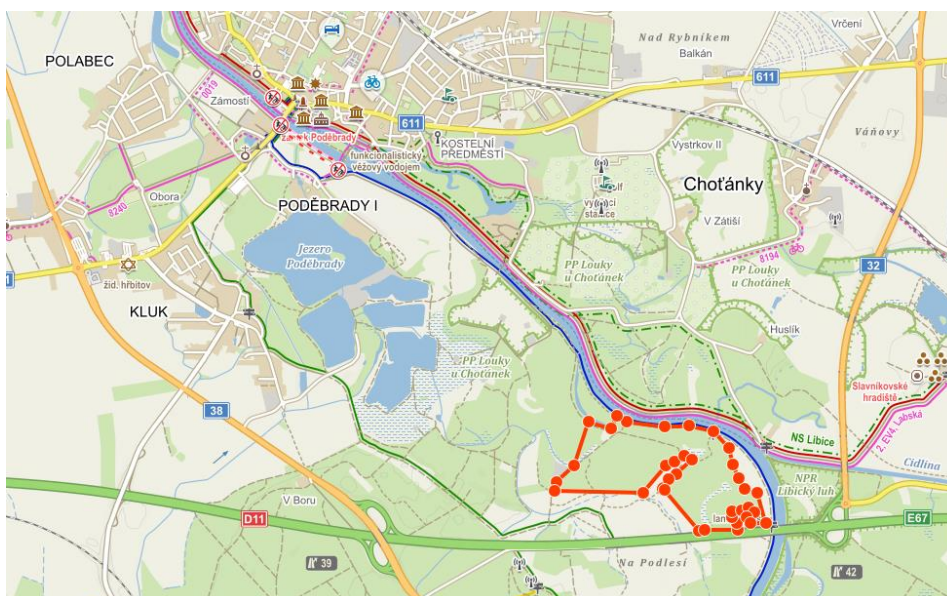 Nad Rybníkem
Vrčení
Balkán
POLABEC
611
0019
Zámostí
611
Váňovy
zámek Poděbrady
KOSTELNÍ
PŘEDMĚSTÍ
Vystrkov II
funkcionalistický
věžový vodojem
Choťánky
Obora
PODĚBRADY I
V Zátiší
8240
8194
Jezero
Poděbrady
PP Louky
u Choťánek
PP Louky
u Choťánek
32
žid. hřbitov
KLUK
Huslík
PP Louky
u Choťánek
Slavníkovské
hradiště
38
NS Libice
2, EV4, Labská
Cidlina
NPR
Libický luh
V Boru
D11
E67
39
Na Podlesí
42